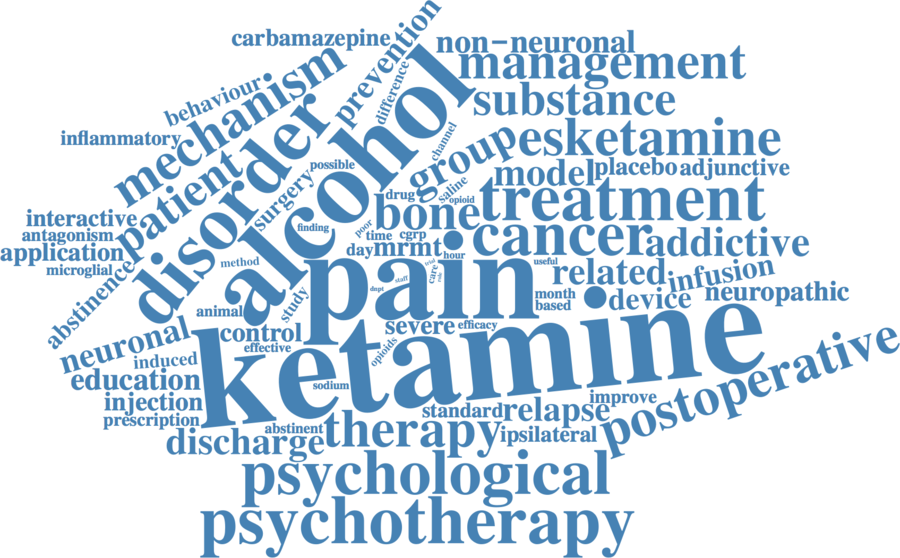 carbamazepine
prevention
non-neuronal
management
behaviour
mechanism
difference
substance
inflammatory
disorder
alcohol
channel
group
esketamine
patient
surgery
possible
model
placebo
adjunctive
drug
saline
opioid
treatment
interactive
antagonism
application
microglial
abstinence
finding
poor
time
cgrp
bone
cancer
addictive
method
day
mrmt
hour
pain
dnpt
staff
trial
care
role
useful
related
infusion
month
based
device
neuropathic
animal
study
neuronal
control
severe
efficacy
induced
effective
opioids
ketamine
education
sodium
injection
prescription
standard
relapse
improve
postoperative
discharge
abstinent
therapy
ipsilateral
psychological
psychotherapy